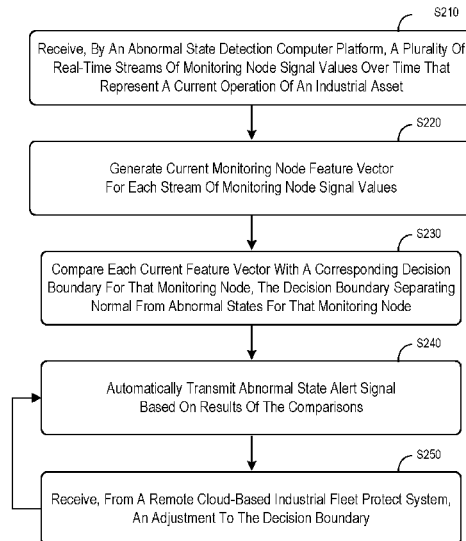 S210
Receive, By An Abnormal State Detection Computer Platform, A Plurality Of
Real-Time Streams Of Monitoring Node Signal Values Over Time That
Represent A Current Operation Of An Industrial Asset
S220
Generate Current Monitoring Node Feature Vector
For Each Stream Of Monitoring Node Signal Values
S230
Compare Each Current Feature Vector With A Corresponding Decision
Boundary For That Monitoring Node, The Decision Boundary Separating
Normal From Abnormal States For That Monitoring Node
S240
Automatically Transmit Abnormal State Alert Signal
Based On Results Of The Comparisons
S250
Receive, From A Remote Cloud-Based Industrial Fleet Protect System,
An Adjustment To The Decision Boundary